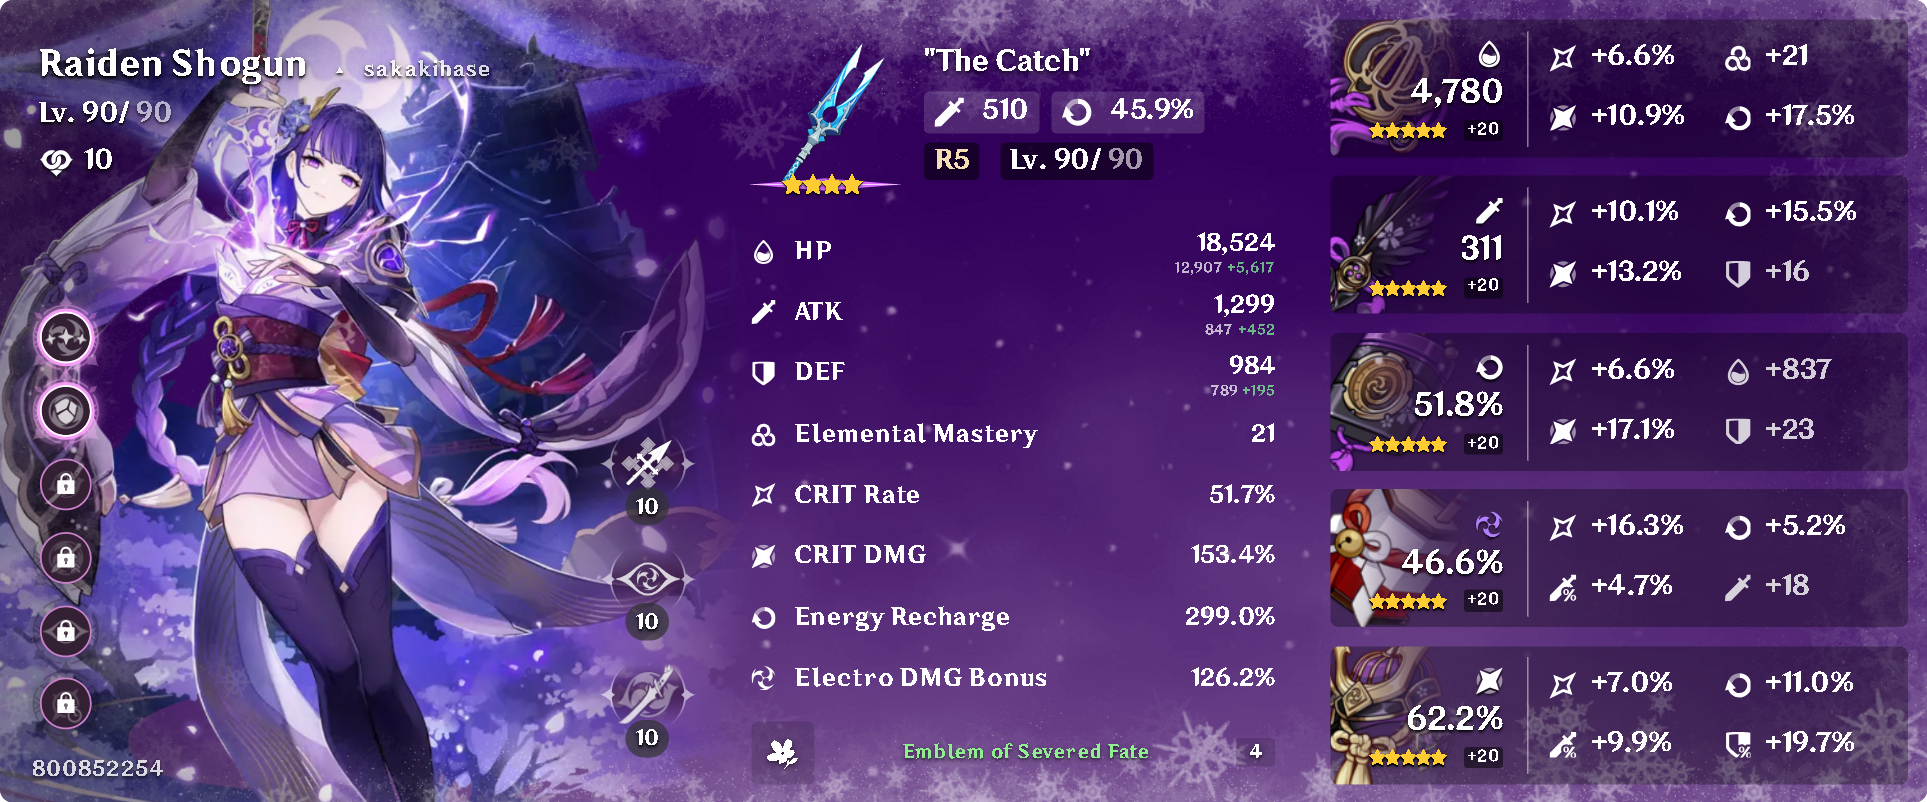 Raiden Shogun sakakibase
Lv. 90/ 90
10
10
10
10
800852254
"The Catch"
510 45.9%
R5 Lv. 90/ 90
HP 18,524
12,907 +5,617
ATK 1,299
847 +452
DEF 984
789 +195
Elemental Mastery 21
CRIT Rate 51.7%
CRIT DMG 153.4%
Energy Recharge 299.0%
Electro DMG Bonus 126.2%
Emblem of Severed Fate 4
4,780
+20
+6.6% +21
+10.9% +17.5%
311
+20
+10.1% +15.5%
+13.2% +16
51.8%
+20
+6.6% +837
+17.1% +23
46.6%
+20
+16.3% +5.2%
+4.7% +18
62.2%
+20
+7.0% +11.0%
+9.9% +19.7%